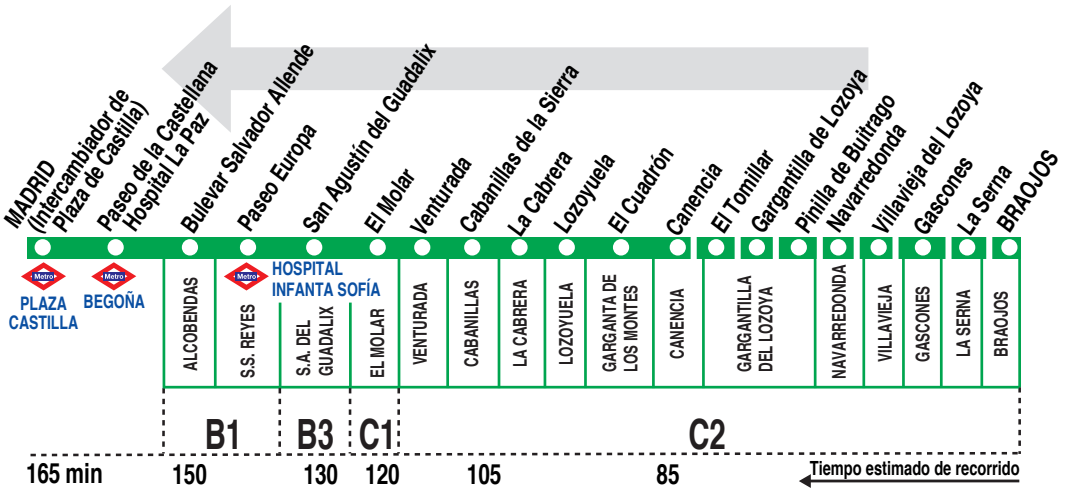 MADRID
(Intercambiador de
Plaza de Castilla)
Paseo de la Castellana
Hospital La Paz
Bulevar Salvador Allende
Paseo Europa
San Agustín del Guadalix
El Molar
Venturada
Cabanillas de la Sierra
La Cabrera
Lozoyuela
El Cuadrón
Canencia
El Tomillar
Gargantilla de Lozoya
Pinilla de Buitrago
Navarredonda
Villavieja del Lozoya
Gascones
La Serna
BRAOJOS
Metro
PLAZA
CASTILLA
Metro
BEGOÑA
Metro
HOSPITAL
INFANTA SOFÍA
ALCOBENDAS
S.S. REYES
S.A. DEL
GUADALIX
EL MOLAR
VENTURADA
CABANILLAS
LA CABRERA
LOZOYUELA
GARGANTA DE
LOS MONTES
CANENCIA
GARGANTILLA
DEL LOZOYA
NAVARREDONDA
VILLAVIEJA
GASCONES
LA SERNA
BRAOJOS
B1
B3
C1
C2
165 min
150
130
120
105
85
Tiempo estimado de recorrido